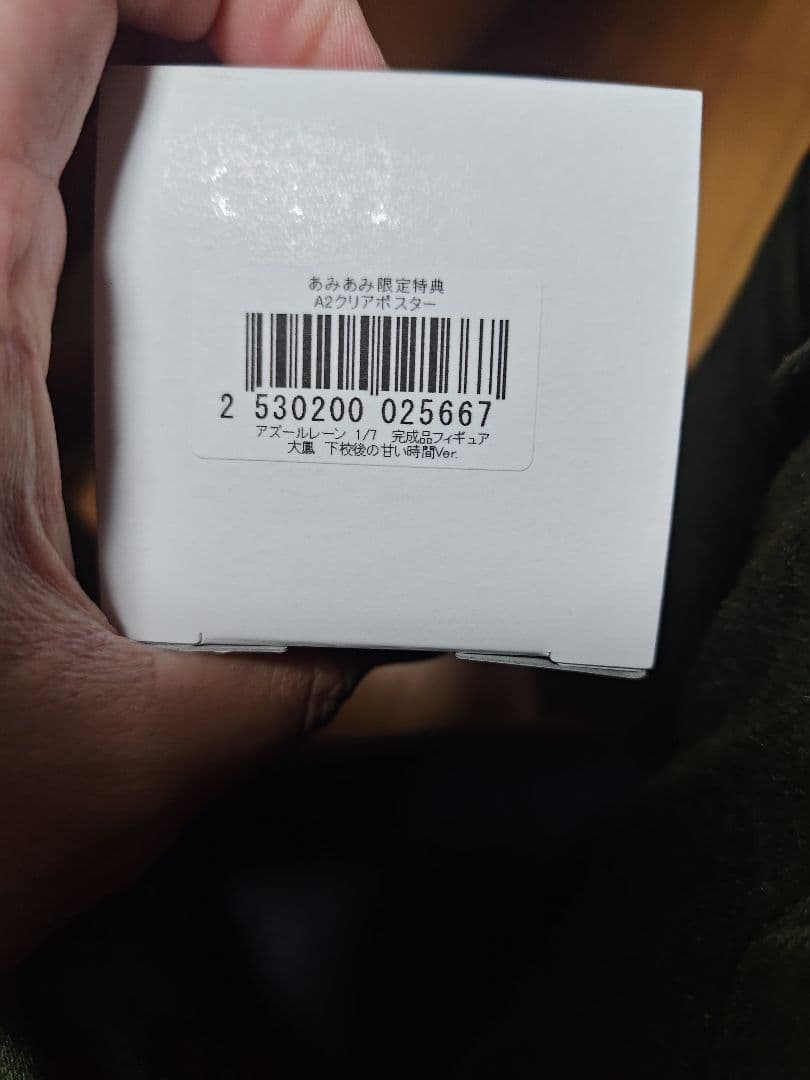 あみあみ限定特典
A2クリアポスター
2 530200 025667
アズールレーン 1/7 完成品フィギュア
大鳳 下校後の甘い時間Ver.